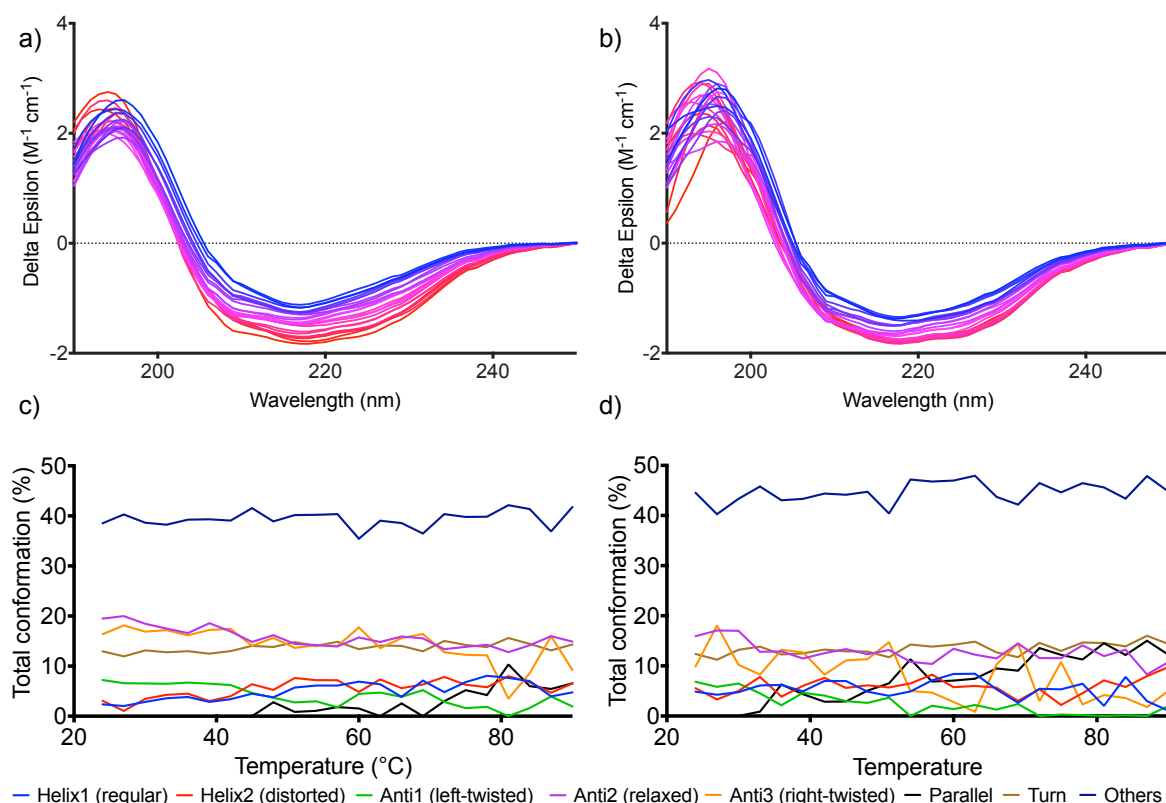 a)
4
2
0
-2
Delta Epsilon (M⁻¹ cm⁻¹)
200
220
240
Wavelength (nm)
b)
4
2
0
-2
Delta Epsilon (M⁻¹ cm⁻¹)
200
220
240
Wavelength (nm)
c)
50
40
30
20
10
0
Total conformation (%)
20
40
60
80
Temperature (°C)
d)
50
40
30
20
10
0
Total conformation (%)
20
40
60
80
Temperature
Helix1 (regular) Helix2 (distorted) Anti1 (left-twisted) Anti2 (relaxed) Anti3 (right-twisted) Parallel Turn Others